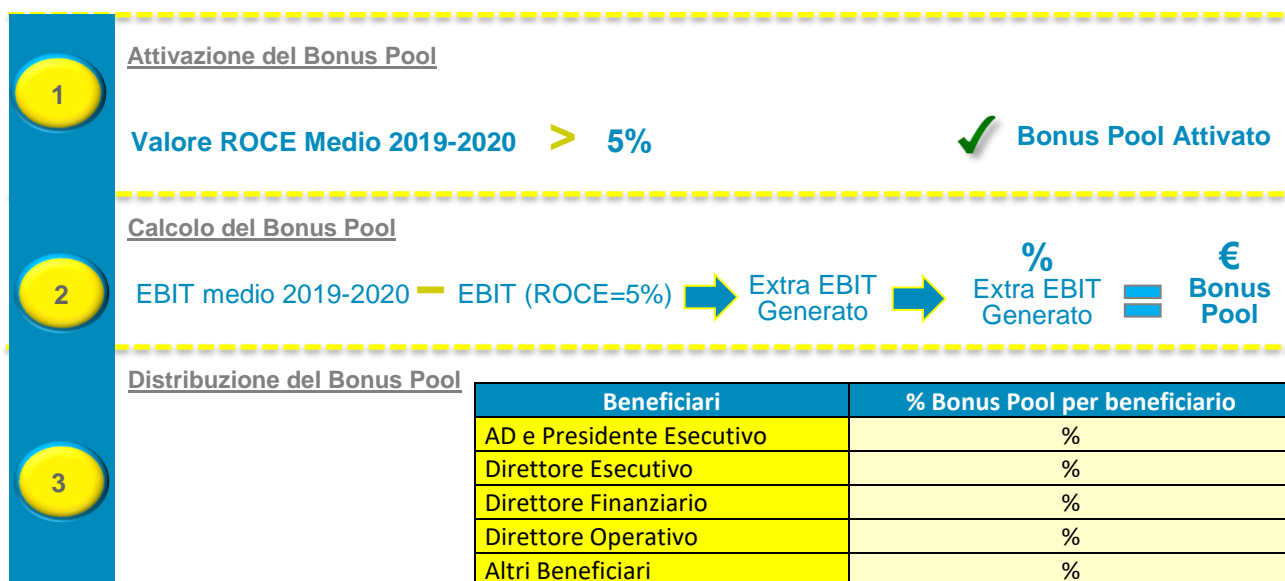 1
Attivazione del Bonus Pool
Valore ROCE Medio 2019-2020 > 5%
Bonus Pool Attivato
2
Calcolo del Bonus Pool
EBIT medio 2019-2020 – EBIT (ROCE=5%)
Extra EBIT
Generato
%
Extra EBIT
Generato
=
€
Bonus
Pool
3
Distribuzione del Bonus Pool
Beneficiari % Bonus Pool per beneficiario
AD e Presidente Esecutivo %
Direttore Esecutivo %
Direttore Finanziario %
Direttore Operativo %
Altri Beneficiari %